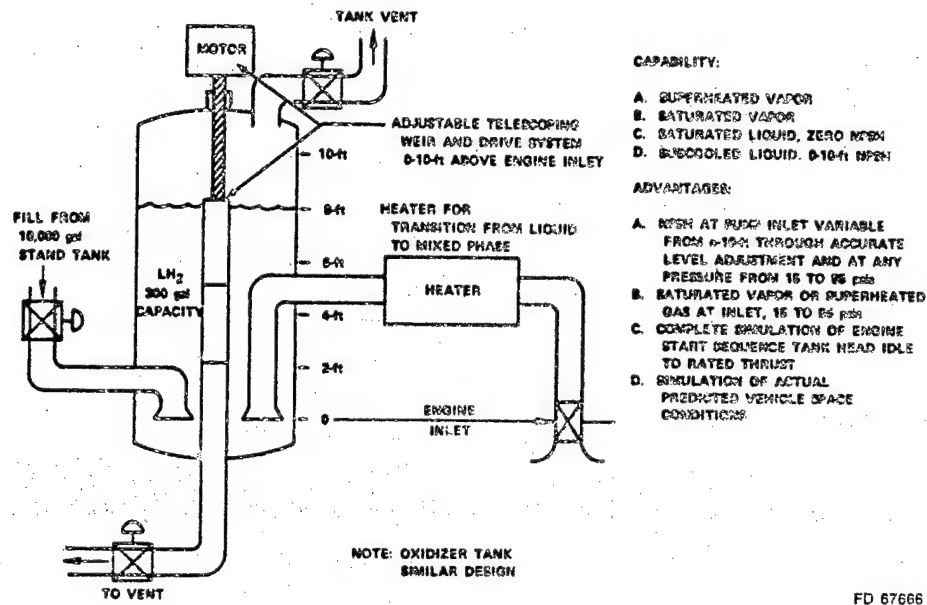 TANK VENT
MOTOR
ADJUSTABLE TELESCOPING
WEIR AND DRIVE SYSTEM
0-10-ft ABOVE ENGINE INLET
10-ft
8-ft
6-ft
4-ft
2-ft
0
FILL FROM
10,000 gal
STAND TANK
LH2
300 gal
CAPACITY
HEATER FOR
TRANSITION FROM LIQUID
TO MIXED PHASE
HEATER
ENGINE
INLET
TO VENT
NOTE: OXIDIZER TANK
SIMILAR DESIGN
CAPABILITY:
A. SUPERHEATED VAPOR
B. SATURATED VAPOR
C. SATURATED LIQUID, ZERO NPSH
D. SUBCOOLED LIQUID. 0-10-ft NPSH
ADVANTAGES:
A. NPSH AT PUMP INLET VARIABLE
FROM 0-10-ft THROUGH ACCURATE
LEVEL ADJUSTMENT AND AT ANY
PRESSURE FROM 15 TO psia
B. SATURATED VAPOR OR SUPERHEATED
GAS AT INLET, 15 TO psia
C. COMPLETE SIMULATION OF ENGINE
START SEQUENCE TANK HEAD IDLE
TO RATED THRUST
D. SIMULATION OF ACTUAL
PREDICTED VEHICLE SPACE
CONDITIONS
FD 67666